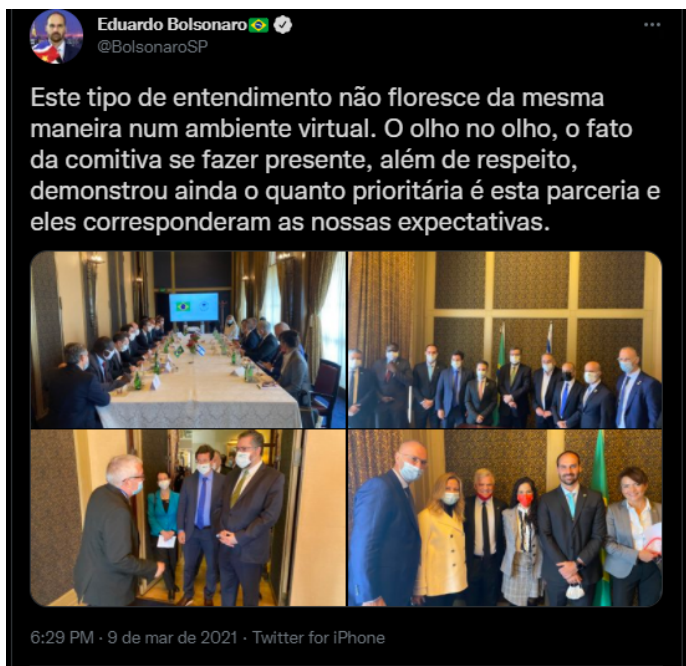 Eduardo Bolsonaro🇧🇷
@BolsonaroSP
Este tipo de entendimento não floresce da mesma
maneira num ambiente virtual. O olho no olho, o fato
da comitiva se fazer presente, além de respeito,
demonstrou ainda o quanto prioritária é esta parceria e
eles corresponderam as nossas expectativas.
6:29 PM · 9 de mar de 2021 · Twitter for iPhone